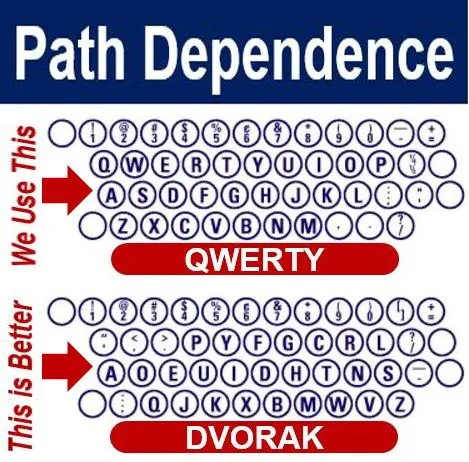 Path Dependence
We Use This
! @ # $ % ¢ & * ( ) — +
1 2 3 4 5 6 7 8 9 0 - =
Q W E R T Y U I O P
A S D F G H J K L : "
; '
Z X C V B N M . . ?
/
QWERTY
This is Better
! @ # $ % ¢ & * ( )  +
1 2 3 4 5 6 7 8 9 0  =
" < > P Y F G C R L ?
' , . /
A O E U I D H T N S —
-
: Q J K X B M W V Z
;
DVORAK